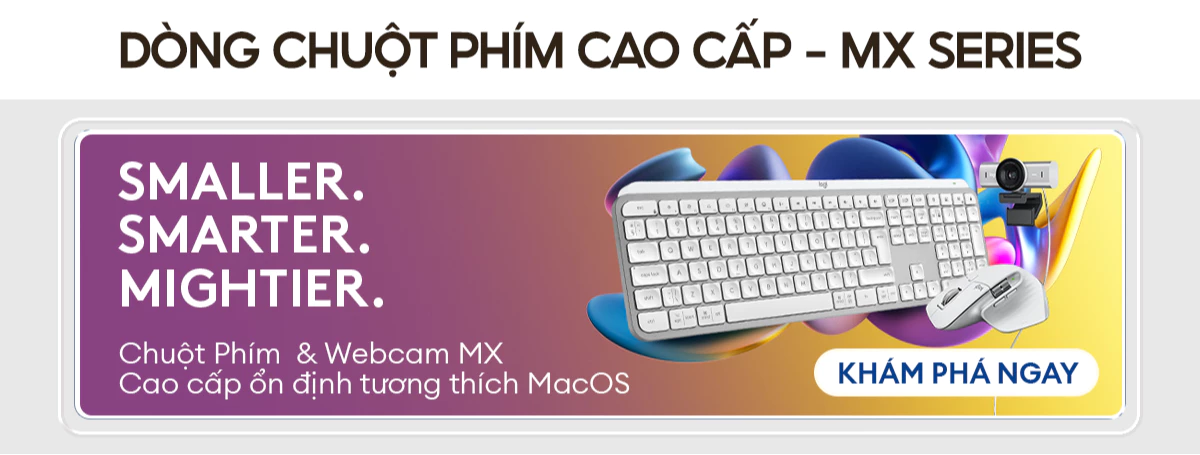 DÒNG CHUỘT PHÍM CAO CẤP - MX SERIES
SMALLER.
SMARTER.
MIGHTIER.
logi
Chuột Phím & Webcam MX
Cao cấp ổn định tương thích MacOS
KHÁM PHÁ NGAY